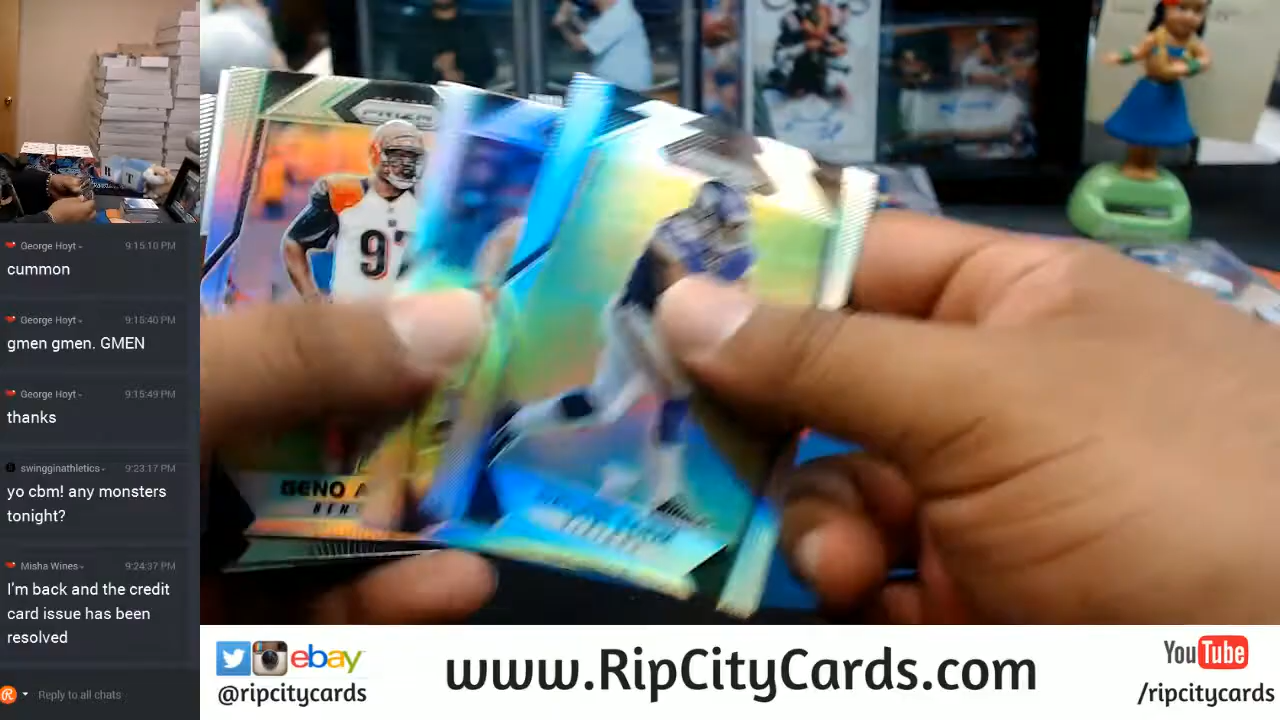 George Hoyt 9:15:10 PM
cummon
George Hoyt 9:15:40 PM
gmen gmen. GMEN
George Hoyt 9:15:49 PM
thanks
swingginathletics 9:23:17 PM
yo cbm! any monsters
tonight?
Misha Wines 9:24:37 PM
I'm back and the credit
card issue has been
resolved
Reply to all chats
PRIZM
97
GENO A
BEN
ebay
@ripcitycards
www.RipCityCards.com
YouTube
/ripcitycards